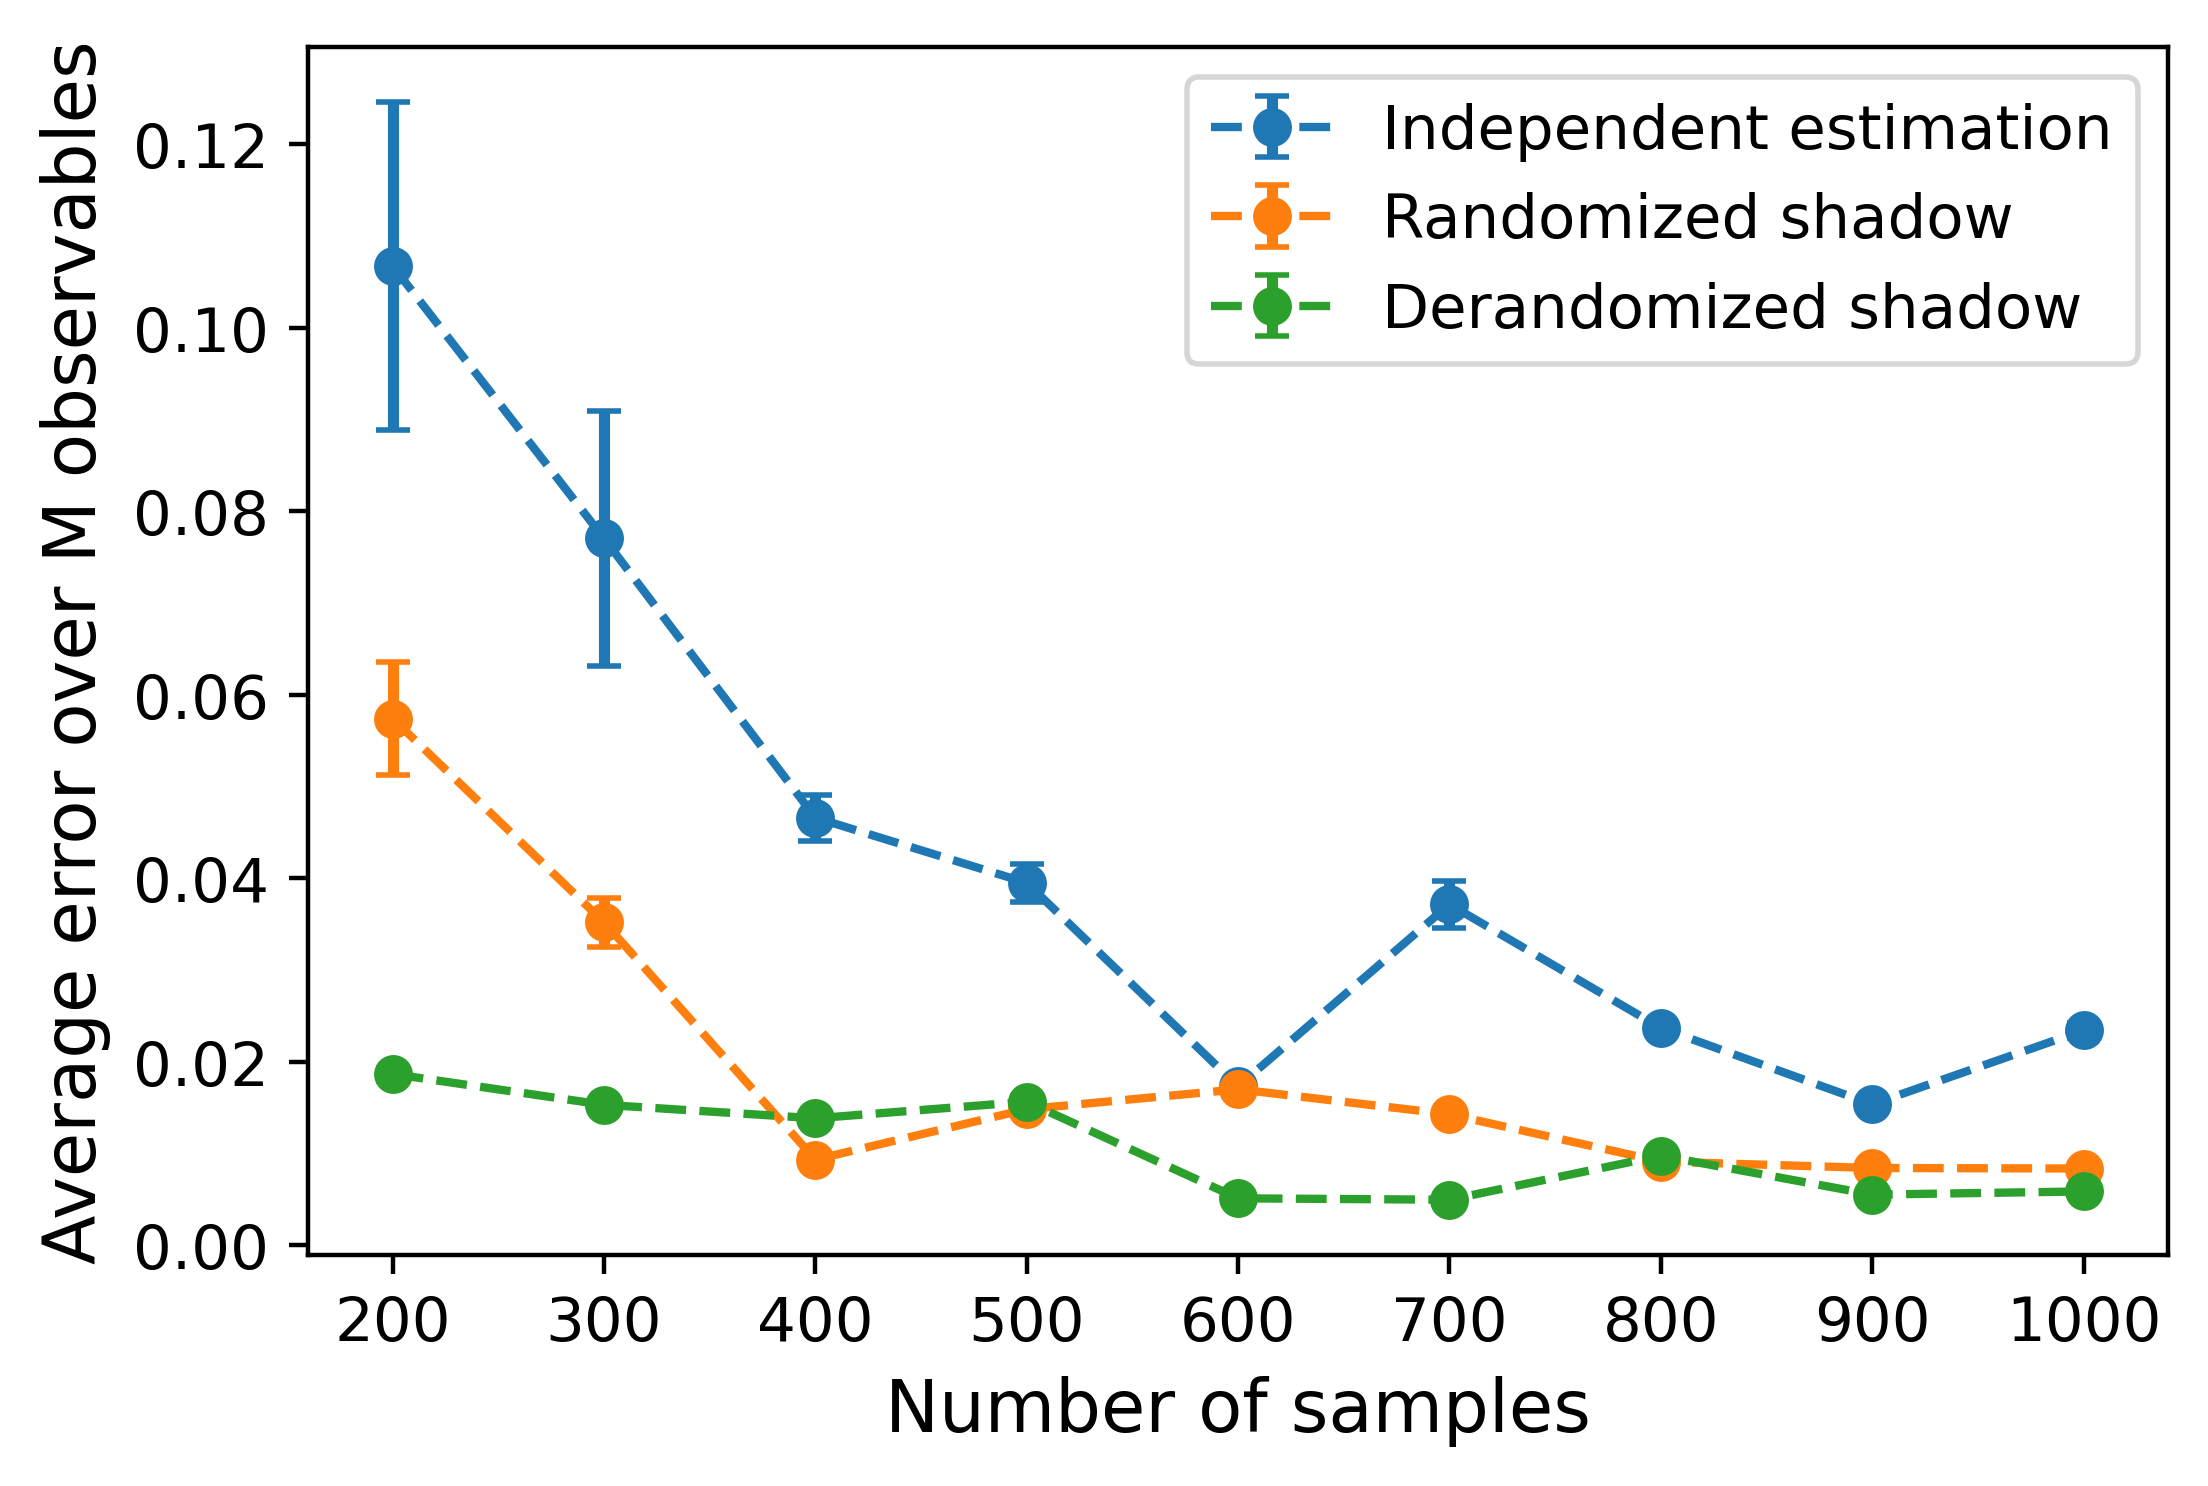 Average error over M observables
0.12
0.10
0.08
0.06
0.04
0.02
0.00
Independent estimation
Randomized shadow
Derandomized shadow
200 300 400 500 600 700 800 900 1000
Number of samples